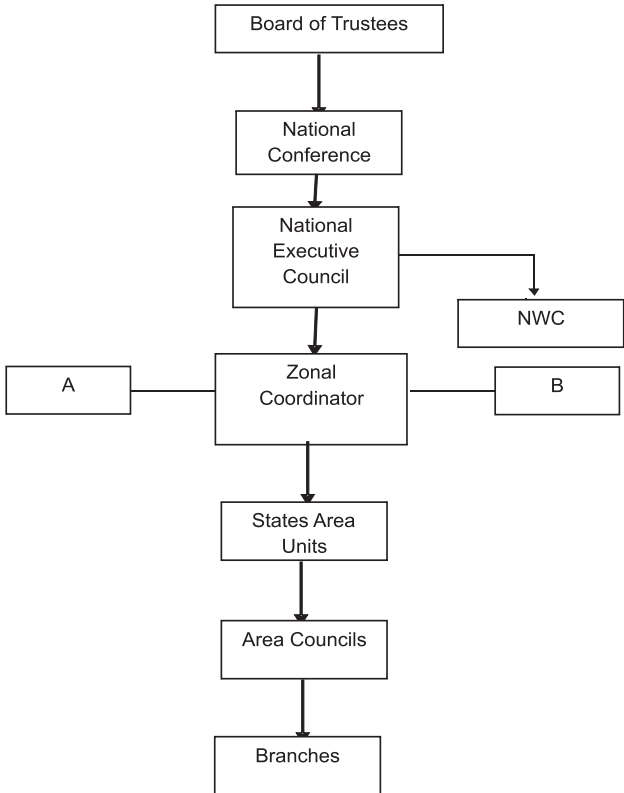 Board of Trustees
National
Conference
National
Executive
Council
NWC
Zonal
Coordinator
A
B
States Area
Units
Area Councils
Branches